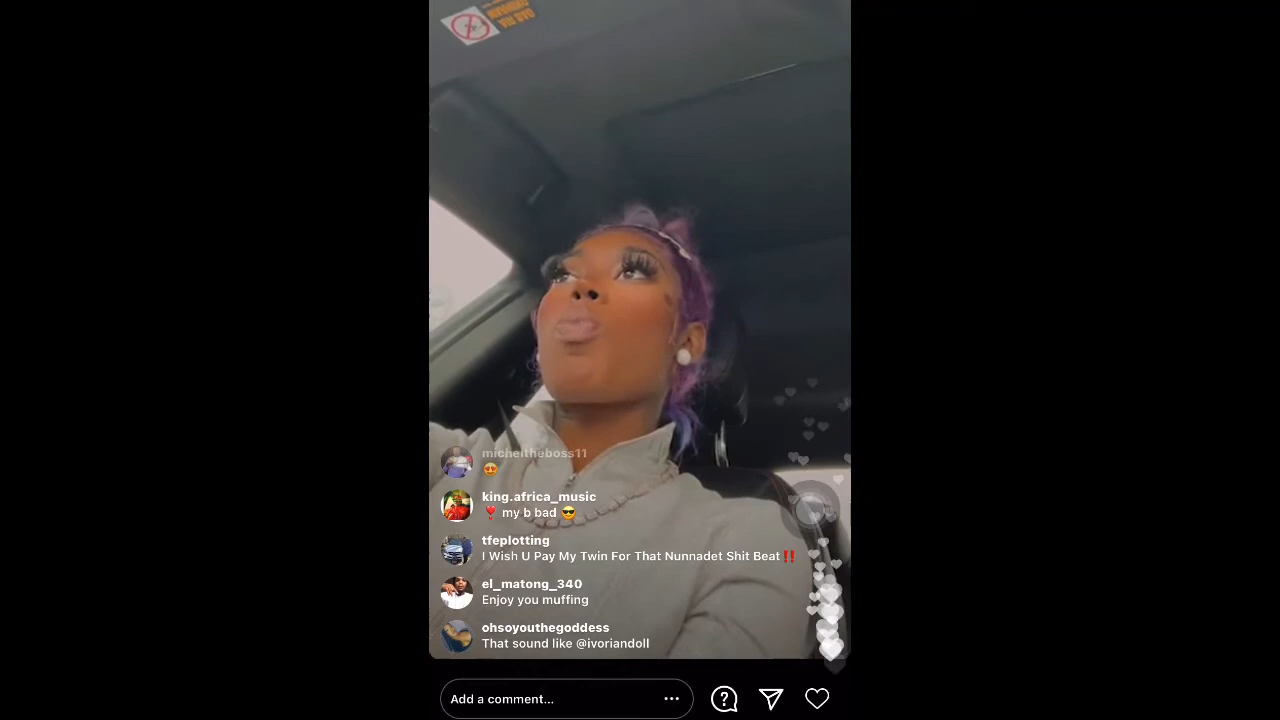 micheltheboss11
😍
king.africa_music
❣️ my b bad 😎
tfeplotting
I Wish U Pay My Twin For That Nunnadet Shit Beat‼️
el_matong_340
Enjoy you muffing
ohsoyouthegoddess
That sound like @ivoriandoll
Add a comment...